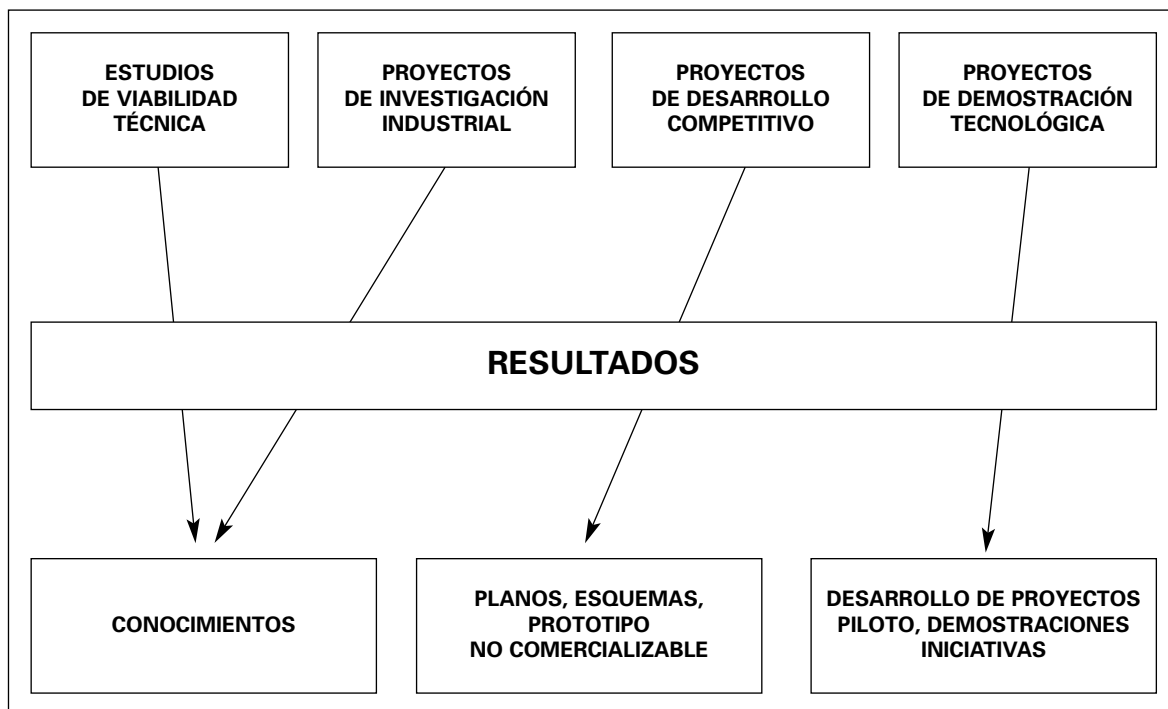 ESTUDIOS
DE VIABILIDAD
TÉCNICA
PROYECTOS
DE INVESTIGACIÓN
INDUSTRIAL
PROYECTOS
DE DESARROLLO
COMPETITIVO
PROYECTOS
DE DEMOSTRACIÓN
TECNOLÓGICA
RESULTADOS
CONOCIMIENTOS
PLANOS, ESQUEMAS,
PROTOTIPO
NO COMERCIALIZABLE
DESARROLLO DE PROYECTOS
PILOTO, DEMOSTRACIONES
INICIATIVAS